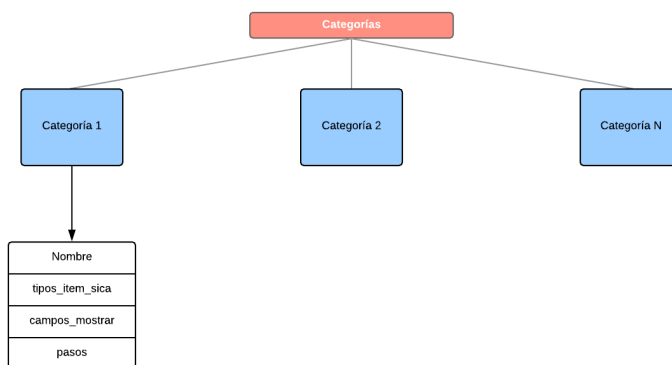 Categorías
Categoría 1
Categoría 2
Categoría N
Nombre
tipos_item_sica
campos_mostrar
pasos